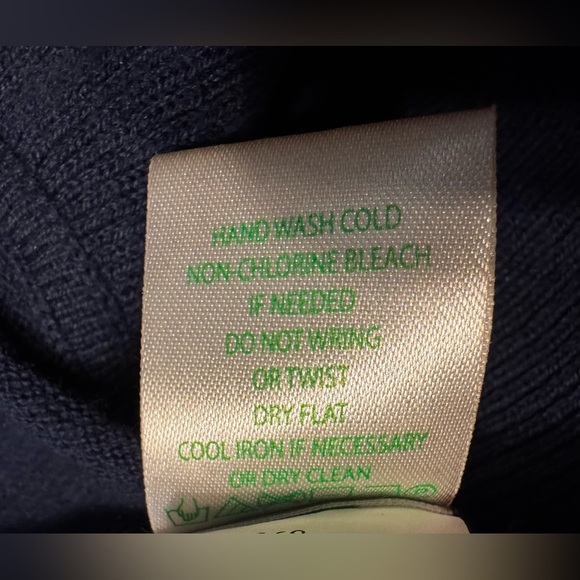 HAND WASH COLD
NON-CHLORINE BLEACH
IF NEEDED
DO NOT WRING
OR TWIST
DRY FLAT
COOL IRON IF NECESSARY
OR DRY CLEAN